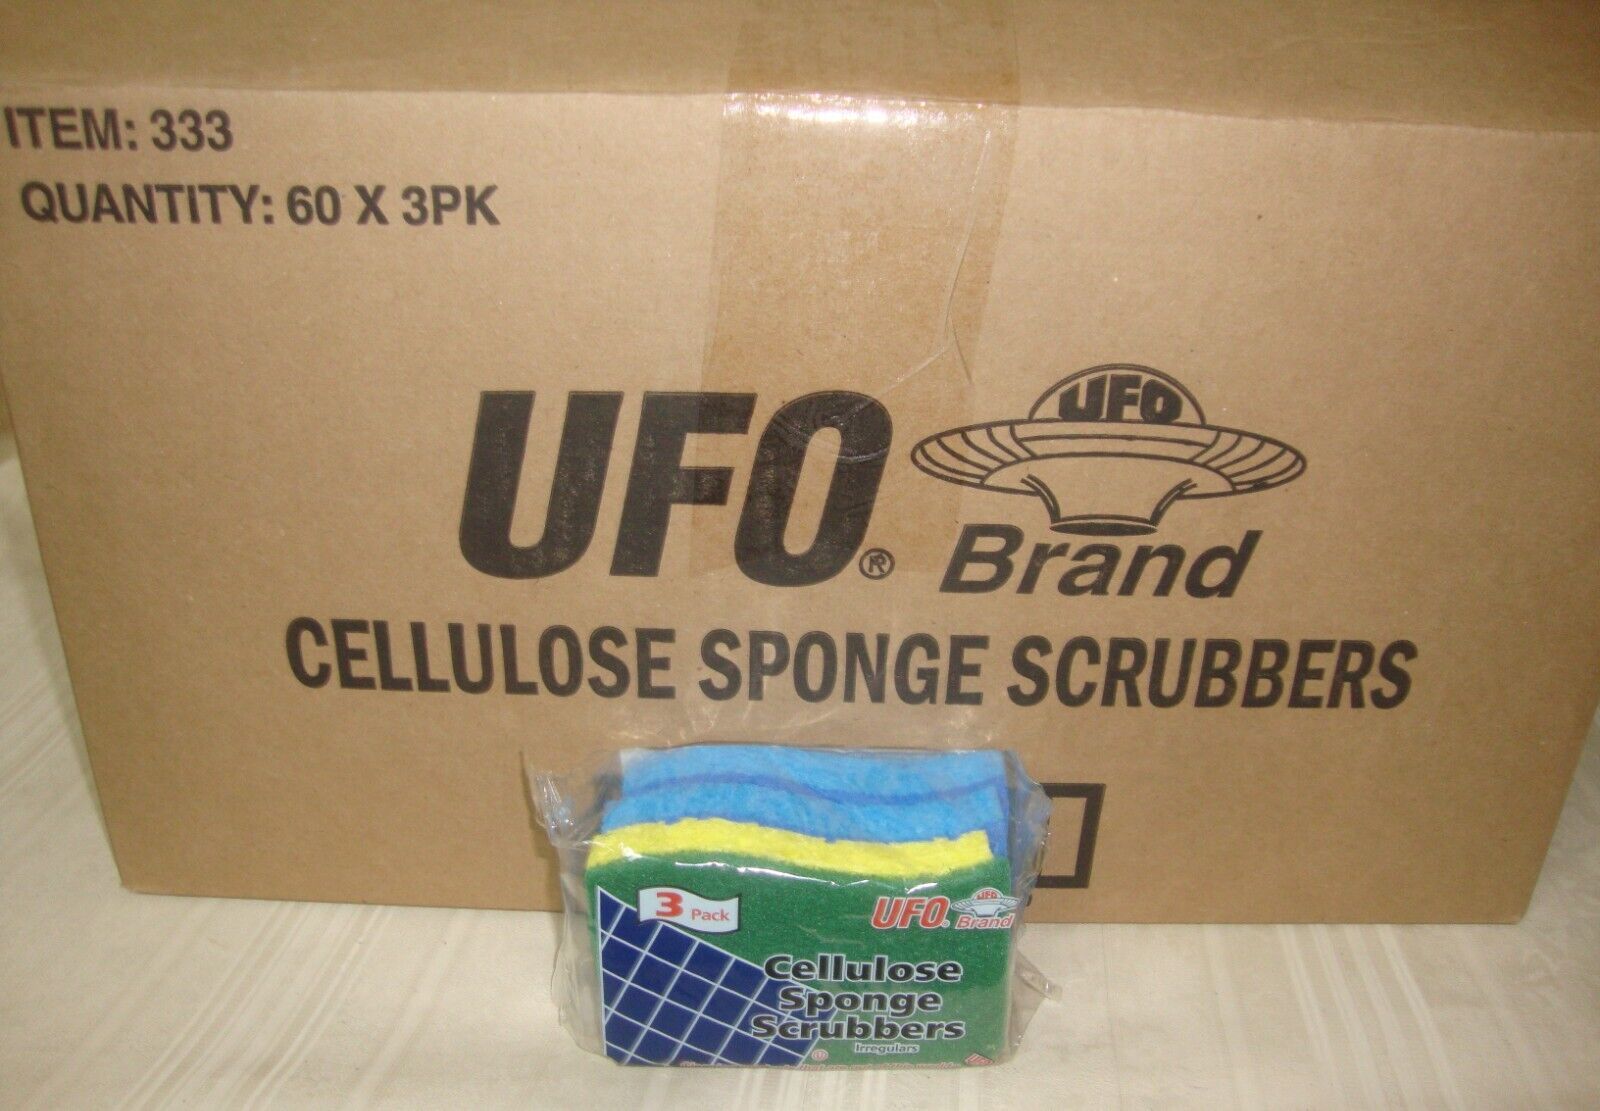 ITEM: 333
QUANTITY: 60 X 3PK
UFO® UFO
Brand
CELLULOSE SPONGE SCRUBBERS
3 Pack
UFO® UFO
Brand
Cellulose
Sponge
Scrubbers
Irregulars
UFO